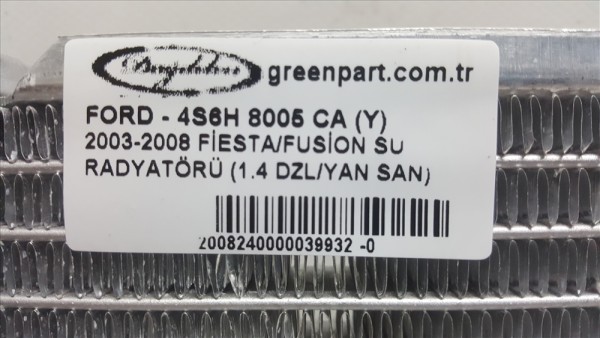 greenpart.com.tr
FORD - 4S6H 8005 CA (Y)
2003-2008 FİESTA/FUSİON SU
RADYATÖRÜ (1.4 DZL/YAN SAN)
2008240000039932 -0